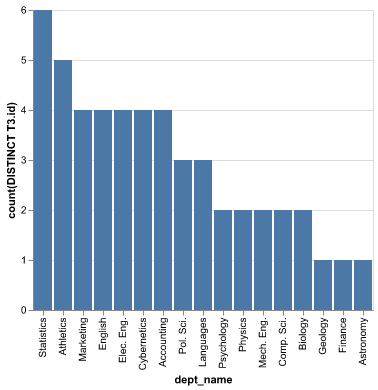 count(DISTINCT T3.id)
6
5
4
3
2
1
0
Statistics
Athletics
Marketing
English
Elec. Eng.
Cybernetics
Accounting
Pol. Sci.
Languages
Psychology
Physics
Mech. Eng.
Comp. Sci.
Biology
Geology
Finance
Astronomy
dept_name